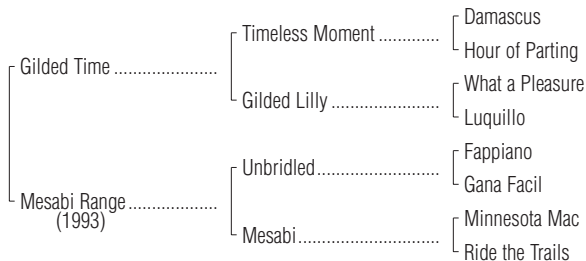 Damascus
Timeless Moment .............
Hour of Parting
Gilded Time ......................
What a Pleasure
Gilded Lilly .......................
Luquillo
Fappiano
Unbridled..........................
Gana Facil
Mesabi Range...................
(1993)
Minnesota Mac
Mesabi..............................
Ride the Trails